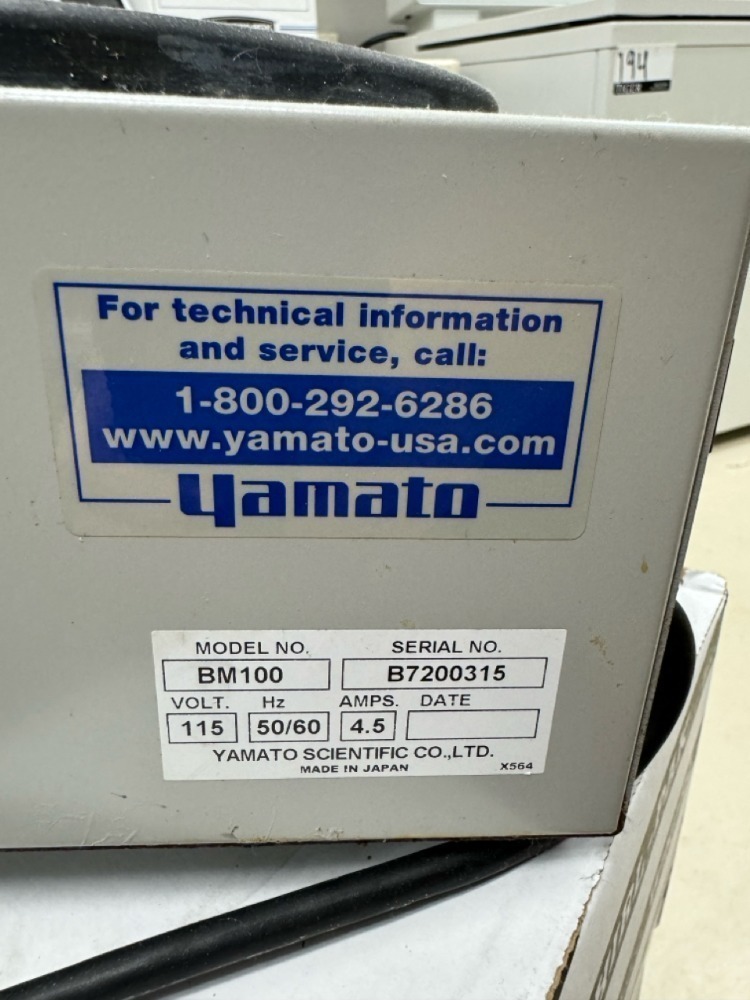 194
For technical information
and service, call:
1-800-292-6286
www.yamato-usa.com
yamato
MODEL NO. SERIAL NO.
BM100 B7200315
VOLT. Hz AMPS. DATE
115 50/60 4.5
YAMATO SCIENTIFIC CO.,LTD.
MADE IN JAPAN X564